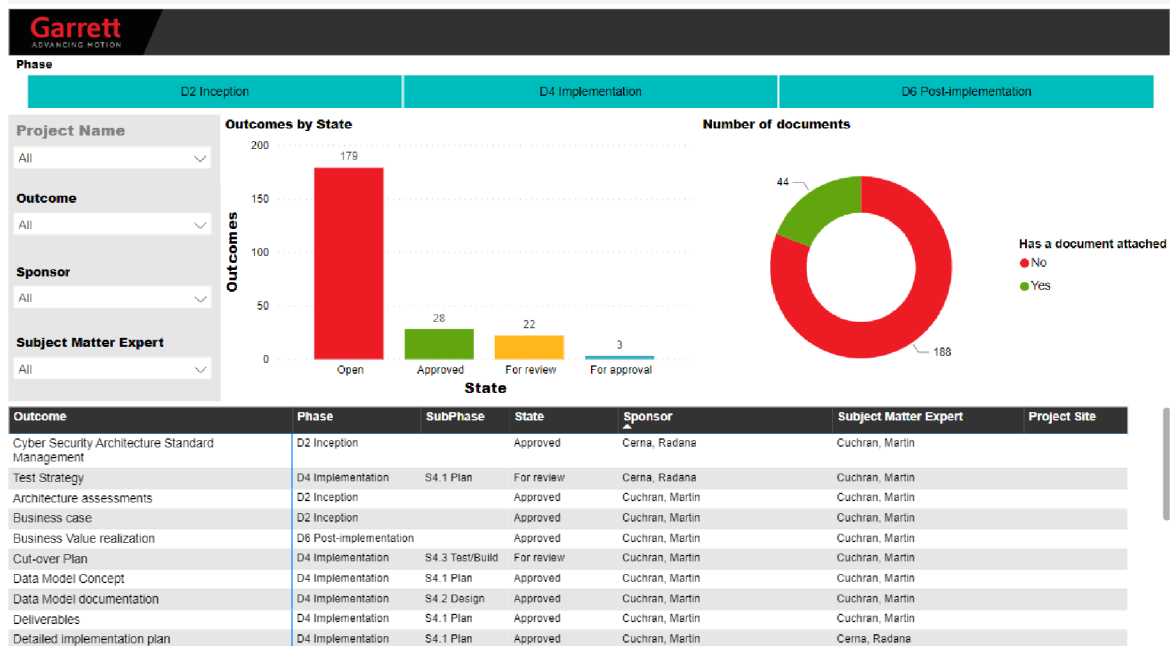 Garrett
ADVANCING MOTION
Phase
D2 Inception D4 Implementation D6 Post-implementation
Project Name
All
Outcome
All
Sponsor
All
Subject Matter Expert
All
Outcomes by State
Outcomes
200
150
100
50
0
179
28
22
3
Open Approved For review For approval
State
Number of documents
44
188
Has a document attached
No
Yes
Outcome Phase SubPhase State Sponsor Subject Matter Expert Project Site
Cyber Security Architecture Standard D2 Inception Approved Cerna, Radana Cuchran, Martin
Management
Test Strategy D4 Implementation S4.1 Plan For review Cerna, Radana Cuchran, Martin
Architecture assessments D2 Inception Approved Cuchran, Martin Cuchran, Martin
Business case D2 Inception Approved Cuchran, Martin Cuchran, Martin
Business Value realization D6 Post-implementation Approved Cuchran, Martin Cuchran, Martin
Cut-over Plan D4 Implementation S4.3 Test/Build For review Cuchran, Martin Cuchran, Martin
Data Model Concept D4 Implementation S4.1 Plan Approved Cuchran, Martin Cuchran, Martin
Data Model documentation D4 Implementation S4.2 Design Approved Cuchran, Martin Cuchran, Martin
Deliverables D4 Implementation S4.1 Plan Approved Cuchran, Martin Cuchran, Martin
Detailed implementation plan D4 Implementation S4.1 Plan Approved Cuchran, Martin Cerna, Radana